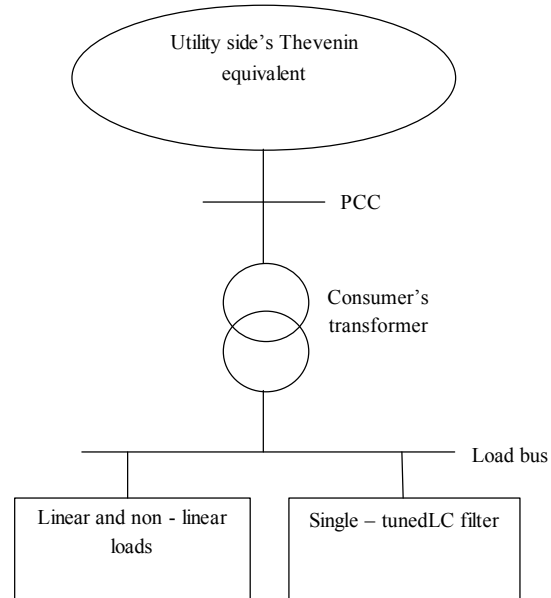 Utility side's Thevenin
equivalent
PCC
Consumer's
transformer
Load bus
Linear and non - linear
loads
Single – tunedLC filter